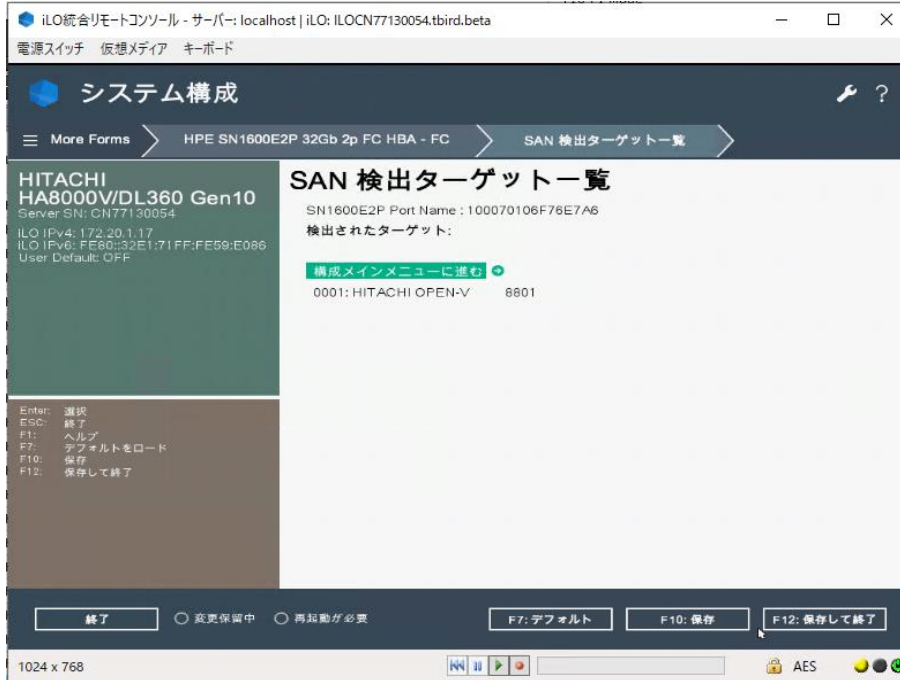 iLO統合リモートコンソール - サーバー: localhost | iLO: ILOCN77130054.tbird.beta
電源スイッチ 仮想メディア キーボード
システム構成
?
More Forms HPE SN1600E2P 32Gb 2p FC HBA - FC SAN 検出ターゲット一覧
HITACHI
HA8000V/DL360 Gen10
Server SN: CN77130054
iLO IPv4: 172.20.1.17
iLO IPv6: FE80::32E1:71FF:FE59:E086
User Default: OFF
SAN 検出ターゲット一覧
SN1600E2P Port Name : 100070106F76E7A6
検出されたターゲット:
構成メインメニューに進む
0001: HITACHI OPEN-V 8801
Enter: 選択
ESC: 終了
F1: ヘルプ
F7: デフォルトをロード
F10: 保存
F12: 保存して終了
終了 変更保留中 再起動が必要 F7: デフォルト F10: 保存 F12: 保存して終了
1024 x 768 AES